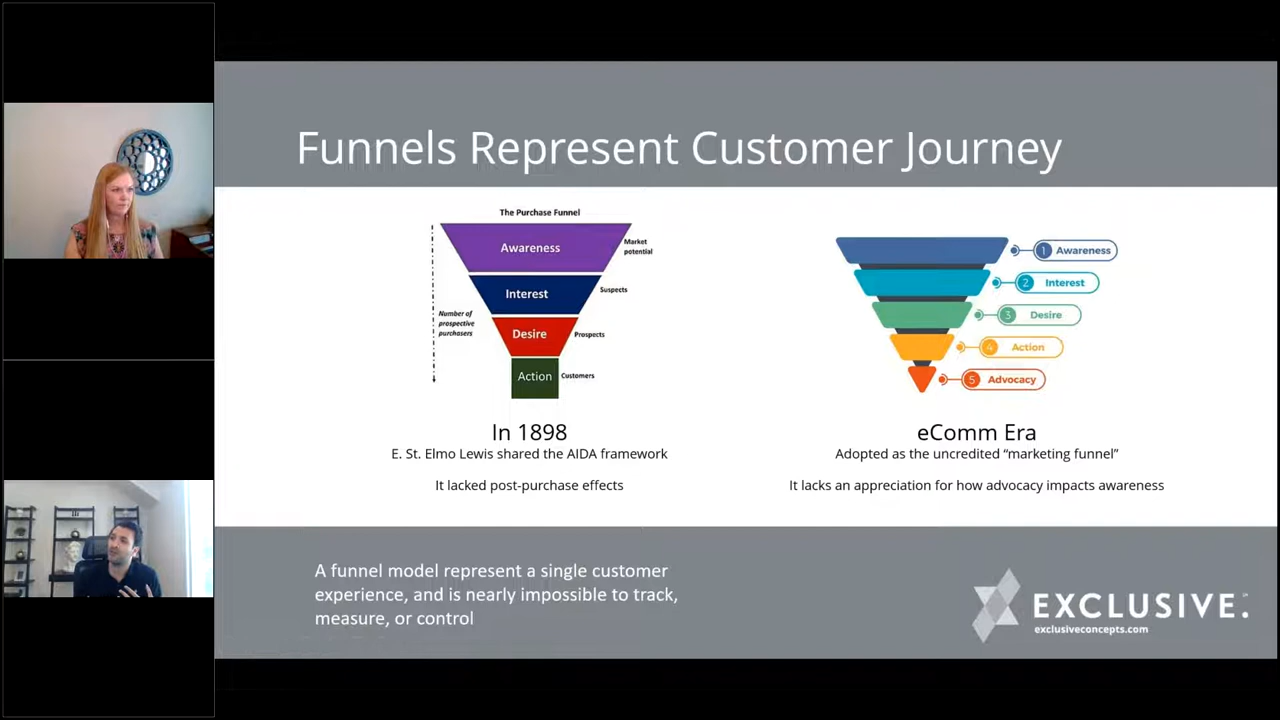 Funnels Represent Customer Journey
The Purchase Funnel
Awareness
Market
potential
Interest
Suspects
Number of
prospective
purchasers
Desire
Prospects
Action
Customers
In 1898
E. St. Elmo Lewis shared the AIDA framework
It lacked post-purchase effects
1 Awareness
2 Interest
3 Desire
4 Action
5 Advocacy
eComm Era
Adopted as the uncredited “marketing funnel”
It lacks an appreciation for how advocacy impacts awareness
A funnel model represent a single customer
experience, and is nearly impossible to track,
measure, or control
EXCLUSIVE.
exclusiveconcepts.com